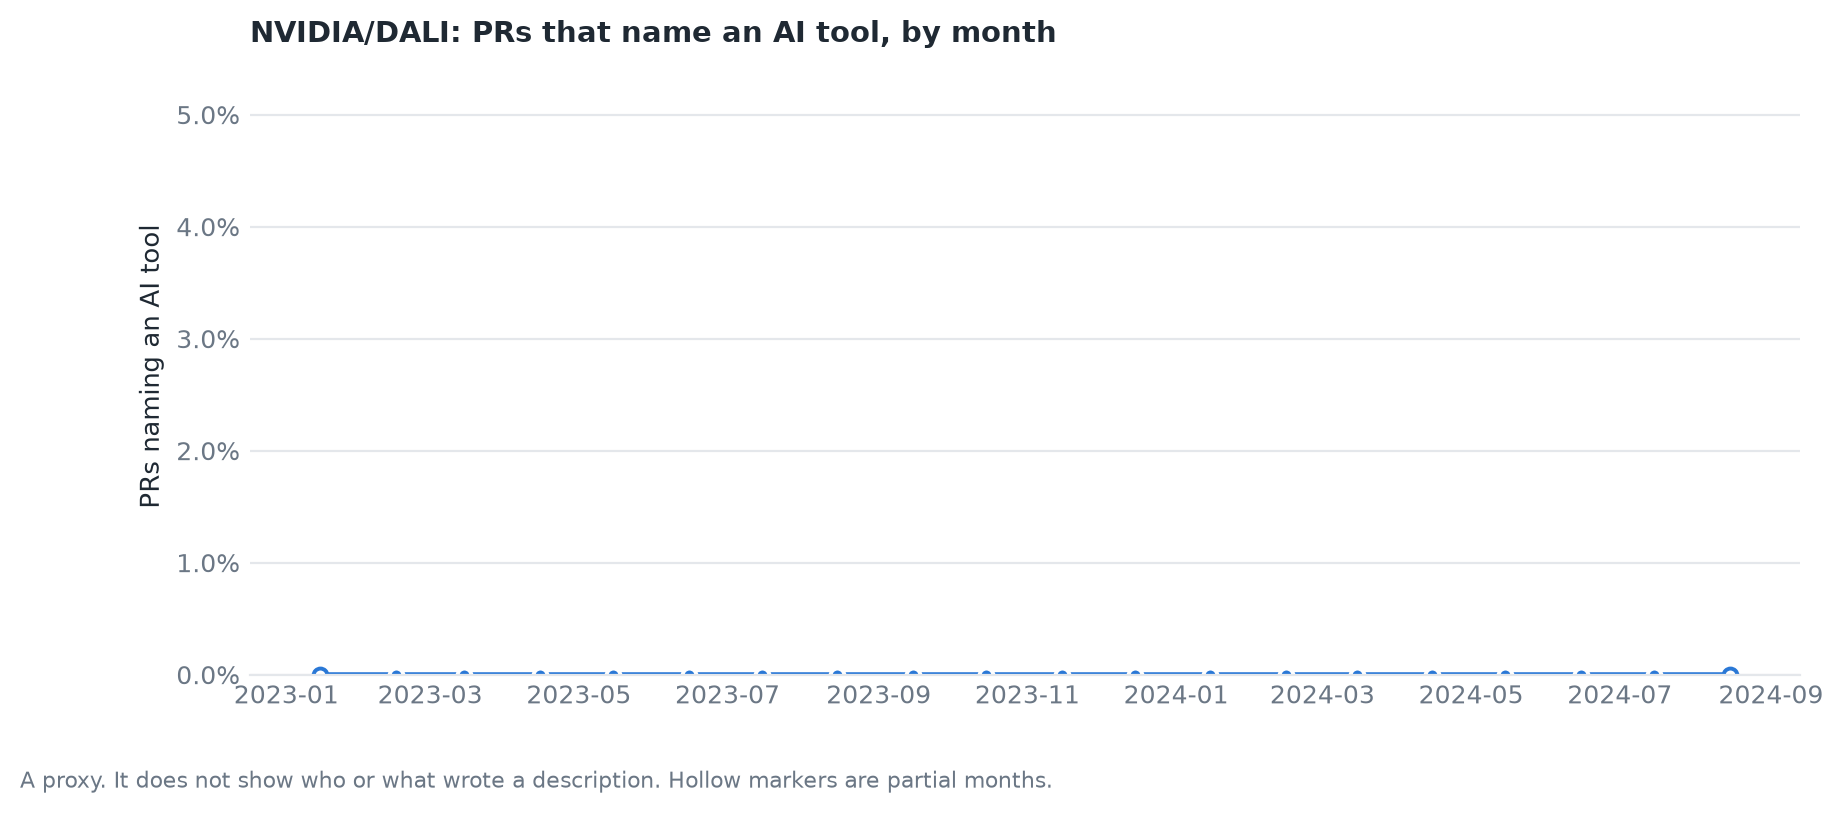 NVIDIA/DALI: PRs that name an AI tool, by month
PRs naming an AI tool
5.0%
4.0%
3.0%
2.0%
1.0%
0.0%
2023-01 2023-03 2023-05 2023-07 2023-09 2023-11 2024-01 2024-03 2024-05 2024-07 2024-09
A proxy. It does not show who or what wrote a description. Hollow markers are partial months.